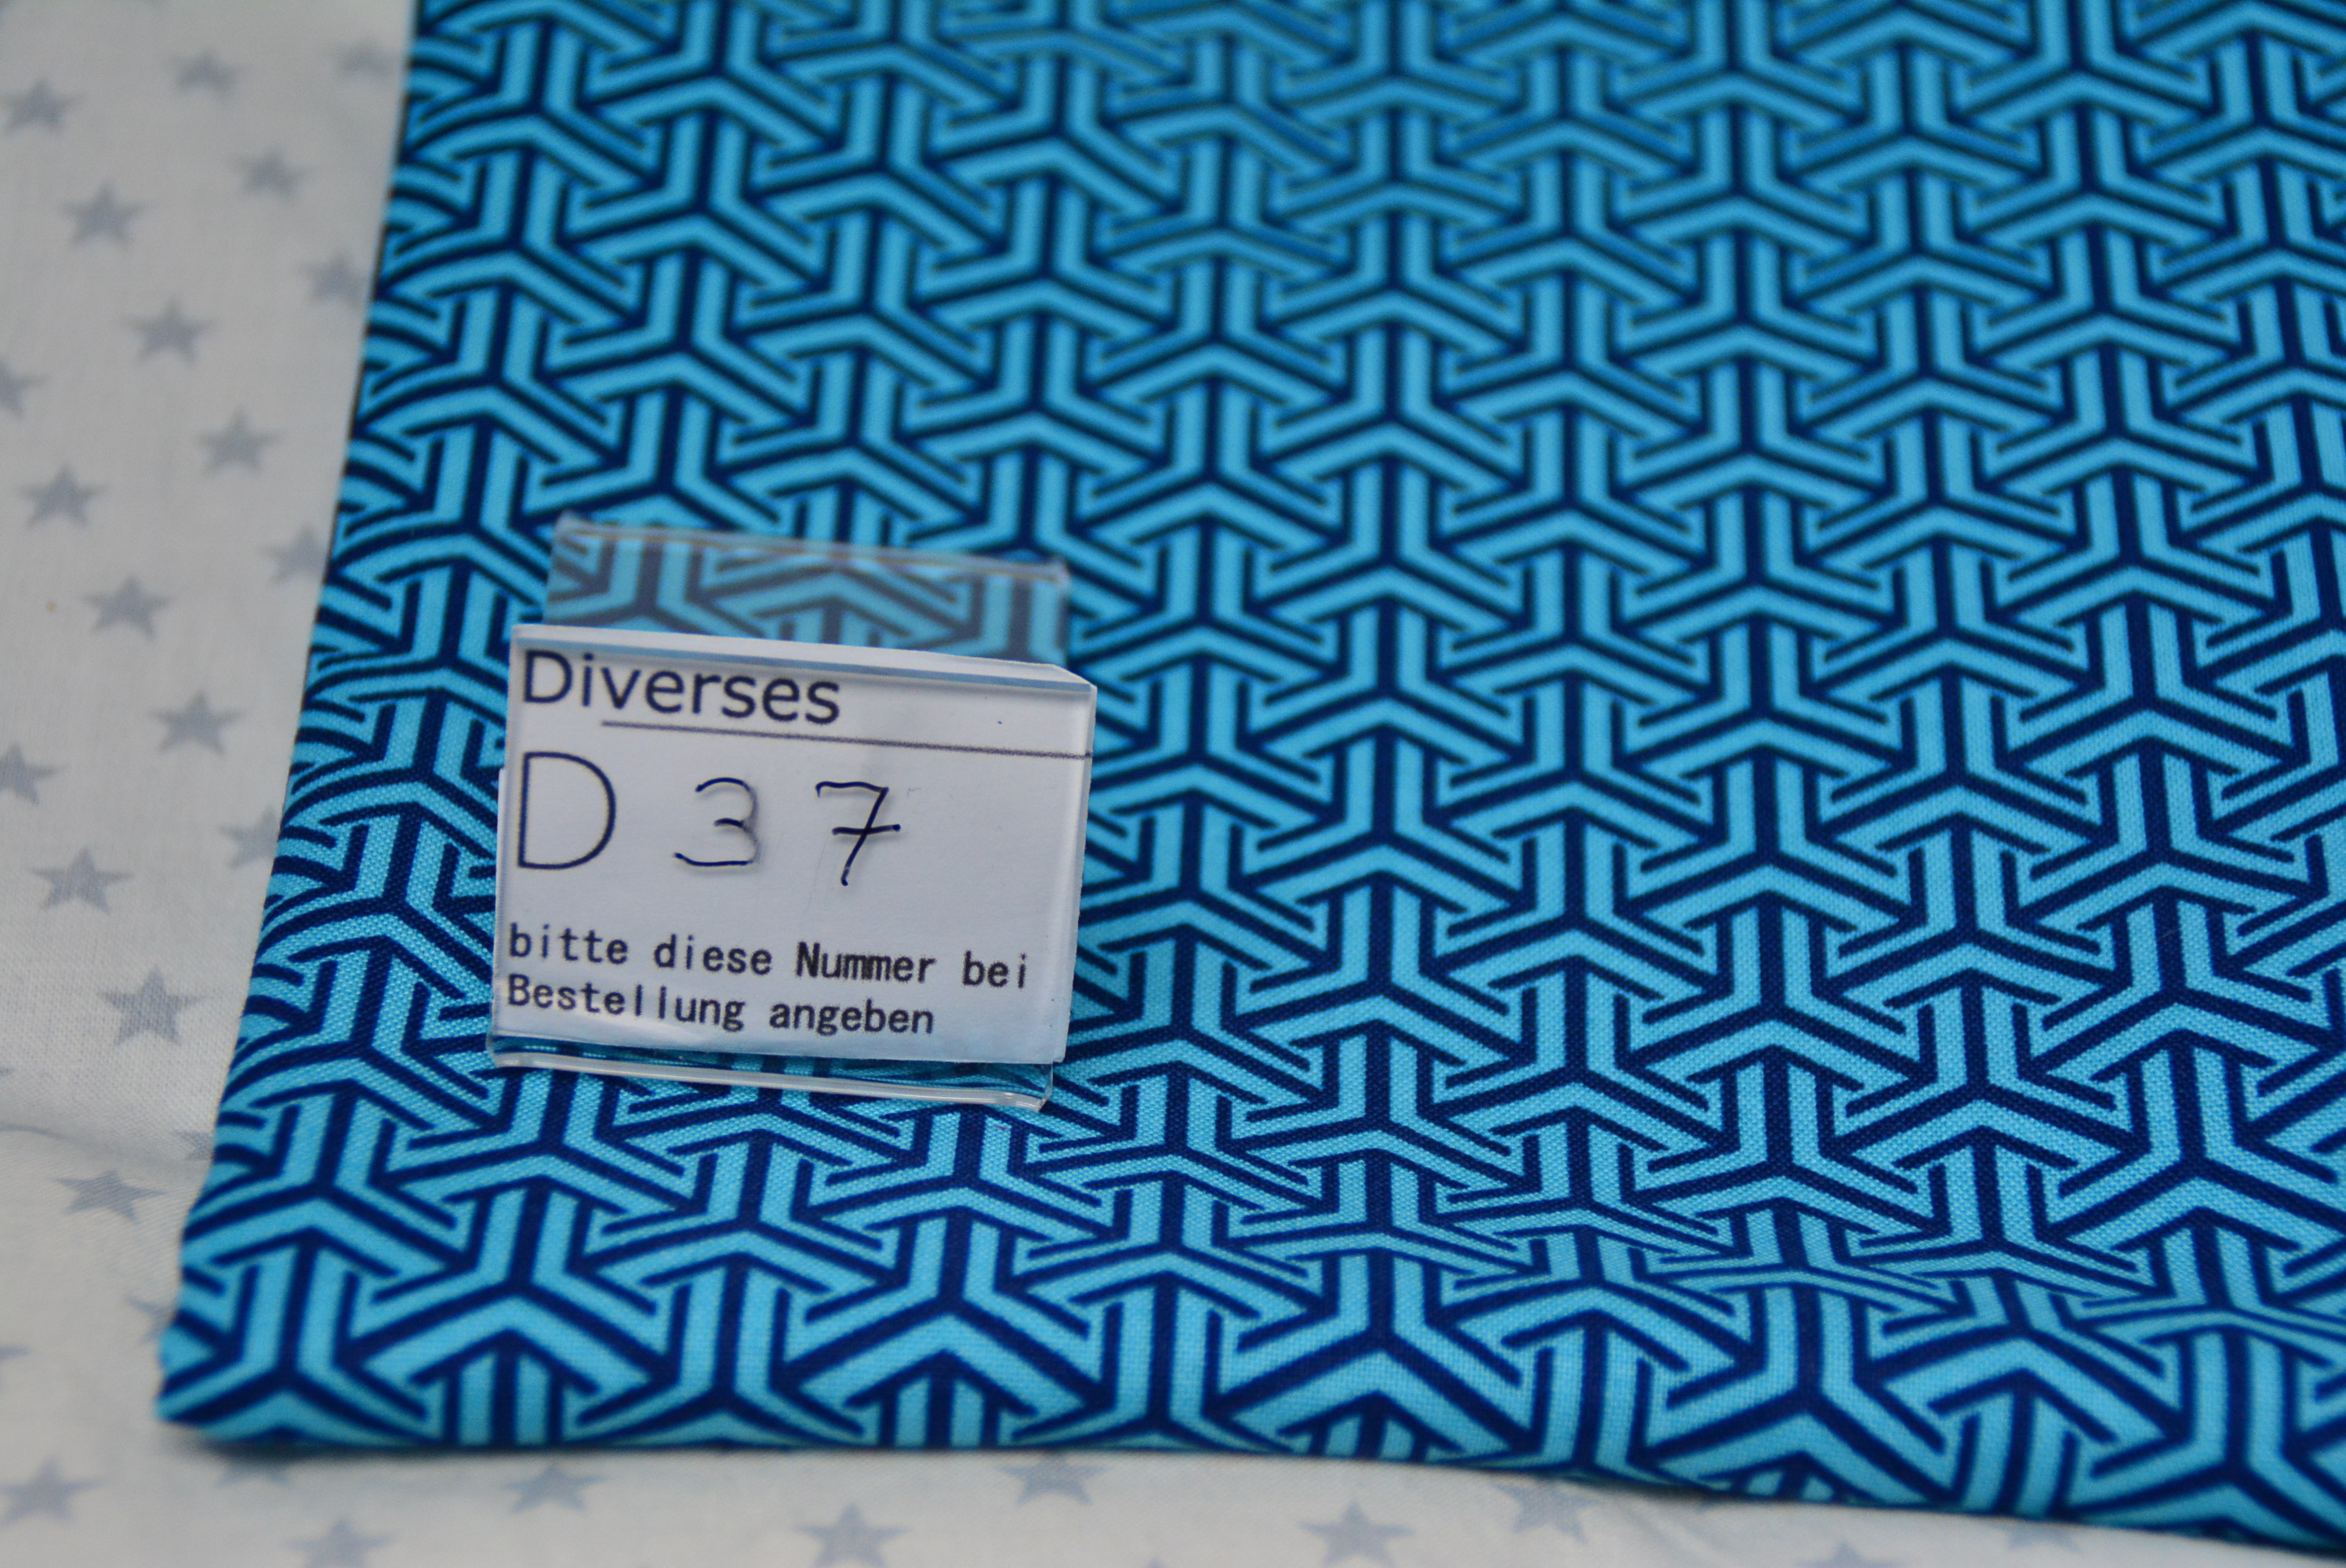 Diverses
D 37
bitte diese Nummer bei
Bestellung angeben